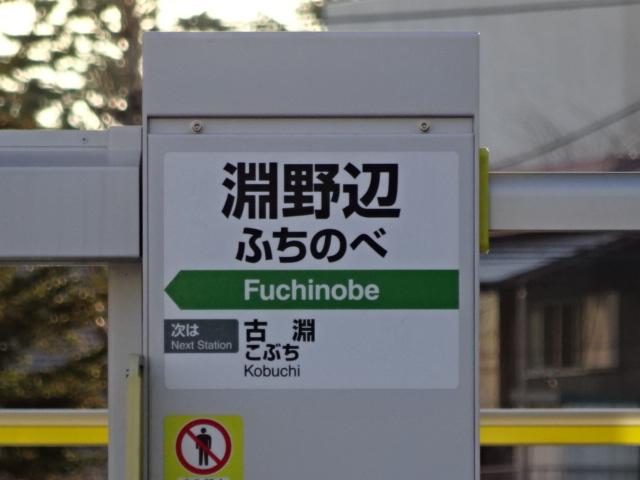 淵野辺
ふちのべ
Fuchinobe
次は
Next Station
古 淵
こぶち
Kobuchi